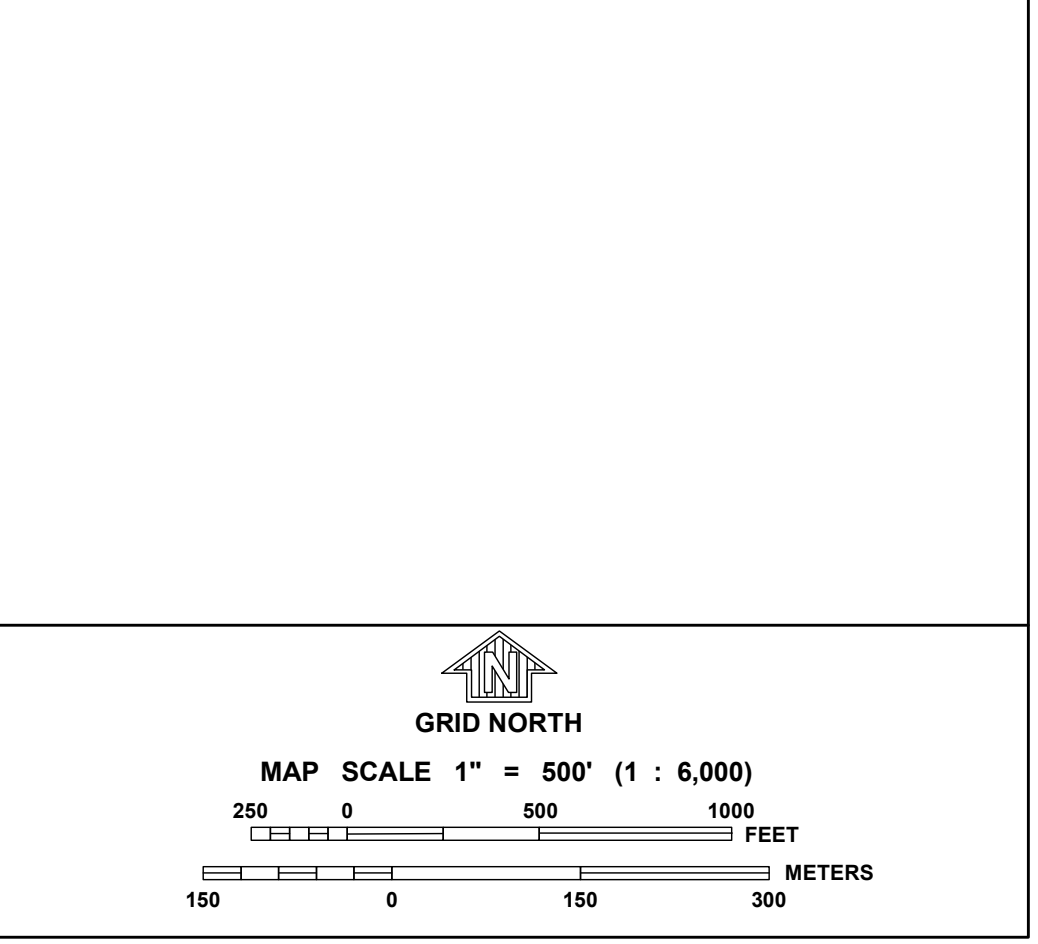 N
GRID NORTH
MAP SCALE 1" = 500' (1 : 6,000)
250 0 500 1000
FEET
METERS
150 0 150 300